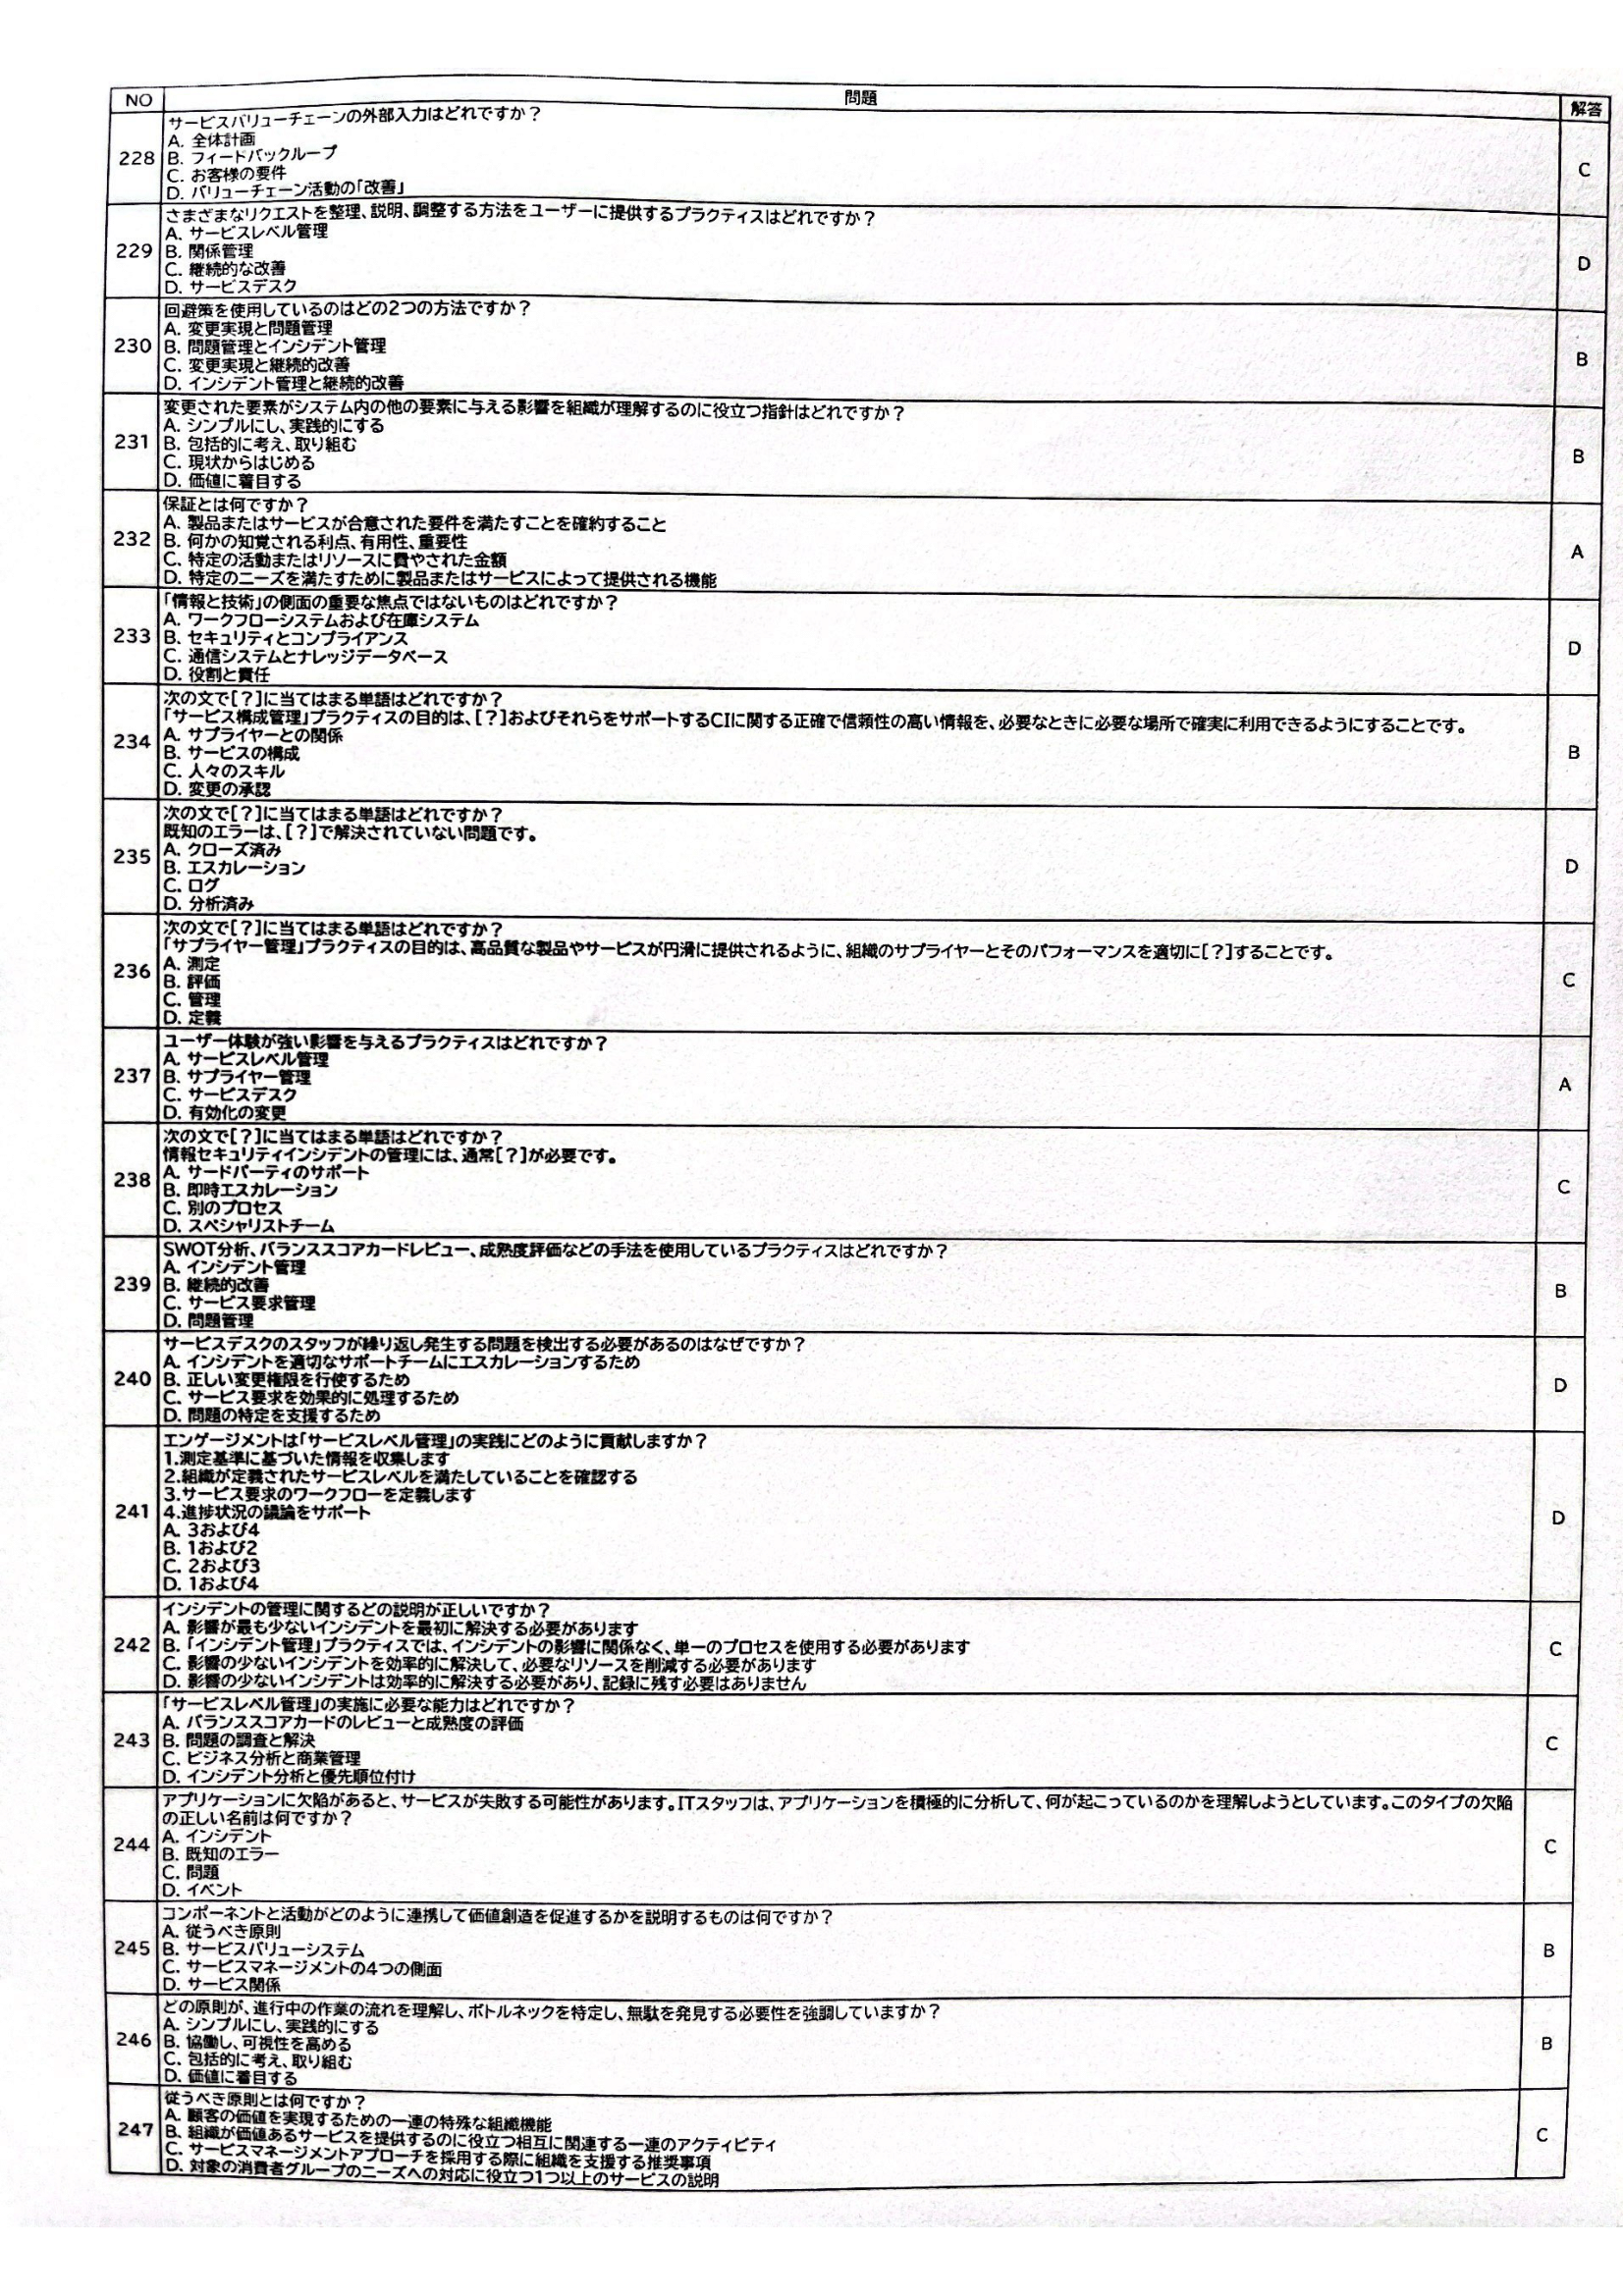 NO 問題 解答
228
サービスバリューチェーンの外部入力はどれですか？
A. 全体計画
B. フィードバックループ
C. お客様の要件
D. バリューチェーン活動の「改善」
C
229
さまざまなリクエストを整理、説明、調整する方法をユーザーに提供するプラクティスはどれですか？
A. サービスレベル管理
B. 関係管理
C. 継続的な改善
D. サービスデスク
D
230
回避策を使用しているのはどの2つの方法ですか？
A. 変更実現と問題管理
B. 問題管理とインシデント管理
C. 変更実現と継続的改善
D. インシデント管理と継続的改善
B
231
変更された要素がシステム内の他の要素に与える影響を組織が理解するのに役立つ指針はどれですか？
A. シンプルにし、実践的にする
B. 包括的に考え、取り組む
C. 現状からはじめる
D. 価値に着目する
B
232
保証とは何ですか？
A. 製品またはサービスが合意された要件を満たすことを確約すること
B. 何かの知覚される利点、有用性、重要性
C. 特定の活動またはリソースに費やされた金額
D. 特定のニーズを満たすために製品またはサービスによって提供される機能
A
233
「情報と技術」の側面の重要な焦点ではないものはどれですか？
A. ワークフローシステムおよび在庫システム
B. セキュリティとコンプライアンス
C. 通信システムとナレッジデータベース
D. 役割と責任
D
234
次の文で[？]に当てはまる単語はどれですか？
「サービス構成管理」プラクティスの目的は、[？]およびそれらをサポートするCIに関する正確で信頼性の高い情報を、必要なときに必要な場所で確実に利用できるようにすることです。
A. サプライヤーとの関係
B. サービスの構成
C. 人々のスキル
D. 変更の承認
B
235
次の文で[？]に当てはまる単語はどれですか？
既知のエラーは、[？]で解決されていない問題です。
A. クローズ済み
B. エスカレーション
C. ログ
D. 分析済み
D
236
次の文で[？]に当てはまる単語はどれですか？
「サプライヤー管理」プラクティスの目的は、高品質な製品やサービスが円滑に提供されるように、組織のサプライヤーとそのパフォーマンスを適切に[？]することです。
A. 測定
B. 評価
C. 管理
D. 定義
C
237
ユーザー体験が強い影響を与えるプラクティスはどれですか？
A. サービスレベル管理
B. サプライヤー管理
C. サービスデスク
D. 有効化の変更
A
238
次の文で[？]に当てはまる単語はどれですか？
情報セキュリティインシデントの管理には、通常[？]が必要です。
A. サードパーティのサポート
B. 即時エスカレーション
C. 別のプロセス
D. スペシャリストチーム
C
239
SWOT分析、バランススコアカードレビュー、成熟度評価などの手法を使用しているプラクティスはどれですか？
A. インシデント管理
B. 継続的改善
C. サービス要求管理
D. 問題管理
B
240
サービスデスクのスタッフが繰り返し発生する問題を検出する必要があるのはなぜですか？
A. インシデントを適切なサポートチームにエスカレーションするため
B. 正しい変更権限を行使するため
C. サービス要求を効果的に処理するため
D. 問題の特定を支援するため
D
241
エンゲージメントは「サービスレベル管理」の実践にどのように貢献しますか？
1.測定基準に基づいた情報を収集します
2.組織が定義されたサービスレベルを満たしていることを確認する
3.サービス要求のワークフローを定義します
4.進捗状況の議論をサポート
A. 3および4
B. 1および2
C. 2および3
D. 1および4
D
242
インシデントの管理に関するどの説明が正しいですか？
A. 影響が最も少ないインシデントを最初に解決する必要があります
B. 「インシデント管理」プラクティスでは、インシデントの影響に関係なく、単一のプロセスを使用する必要があります
C. 影響の少ないインシデントを効率的に解決して、必要なリソースを削減する必要があります
D. 影響の少ないインシデントは効率的に解決する必要があり、記録に残す必要はありません
C
243
「サービスレベル管理」の実施に必要な能力はどれですか？
A. バランススコアカードのレビューと成熟度の評価
B. 問題の調査と解決
C. ビジネス分析と商業管理
D. インシデント分析と優先順位付け
C
244
アプリケーションに欠陥があると、サービスが失敗する可能性があります。ITスタッフは、アプリケーションを積極的に分析して、何が起こっているのかを理解しようとしています。このタイプの欠陥
の正しい名前は何ですか？
A. インシデント
B. 既知のエラー
C. 問題
D. イベント
C
245
コンポーネントと活動がどのように連携して価値創造を促進するかを説明するものは何ですか？
A. 従うべき原則
B. サービスバリューシステム
C. サービスマネージメントの4つの側面
D. サービス関係
B
246
どの原則が、進行中の作業の流れを理解し、ボトルネックを特定し、無駄を発見する必要性を強調していますか？
A. シンプルにし、実践的にする
B. 協働し、可視性を高める
C. 包括的に考え、取り組む
D. 価値に着目する
B
247
従うべき原則とは何ですか？
A. 顧客の価値を実現するための一連の特殊な組織機能
B. 組織が価値あるサービスを提供するのに役立つ相互に関連する一連のアクティビティ
C. サービスマネージメントアプローチを採用する際に組織を支援する推奨事項
D. 対象の消費者グループのニーズへの対応に役立つ1つ以上のサービスの説明
C